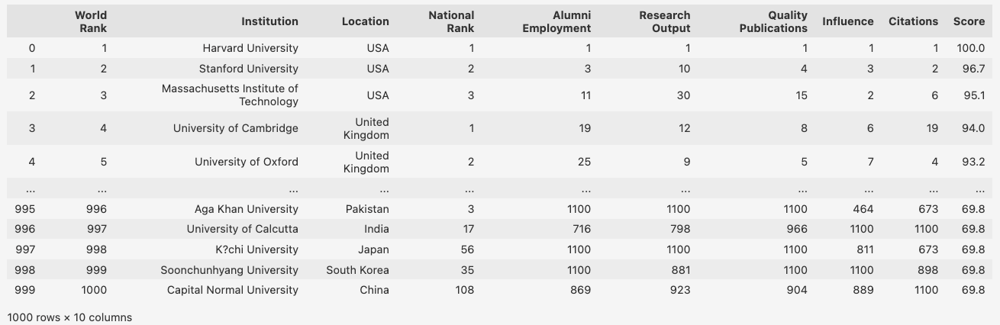 World Rank Institution Location National Rank Alumni Employment Research Output Quality Publications Influence Citations Score
0 1 Harvard University USA 1 1 1 1 1 1 100.0
1 2 Stanford University USA 2 3 10 4 3 2 96.7
2 3 Massachusetts Institute of Technology USA 3 11 30 15 2 6 95.1
3 4 University of Cambridge United Kingdom 1 19 12 8 6 19 94.0
4 5 University of Oxford United Kingdom 2 25 9 5 7 4 93.2
... ... ... ... ... ... ... ... ... ... ...
995 996 Aga Khan University Pakistan 3 1100 1100 1100 464 673 69.8
996 997 University of Calcutta India 17 716 798 966 1100 1100 69.8
997 998 K?chi University Japan 56 1100 1100 1100 811 673 69.8
998 999 Soonchunhyang University South Korea 35 1100 881 1100 1100 898 69.8
999 1000 Capital Normal University China 108 869 923 904 889 1100 69.8
1000 rows × 10 columns